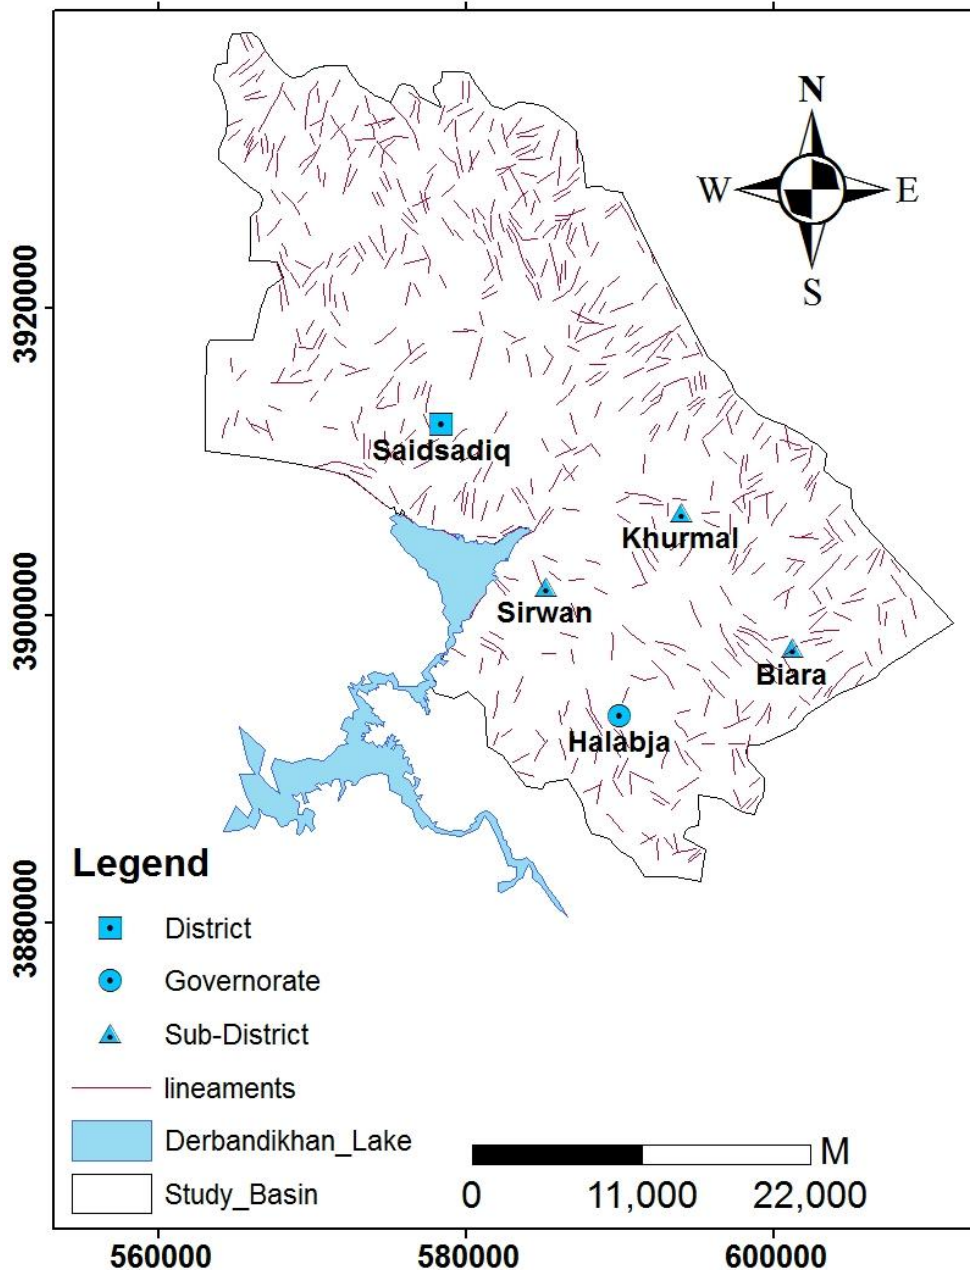 N
W E
S
3920000
3900000
3880000
Saidsadiq
Khurmal
Sirwan
Biara
Halabja
Legend
District
Governorate
Sub-District
lineaments
Derbandikhan_Lake
Study_Basin
M
0 11,000 22,000
560000 580000 600000